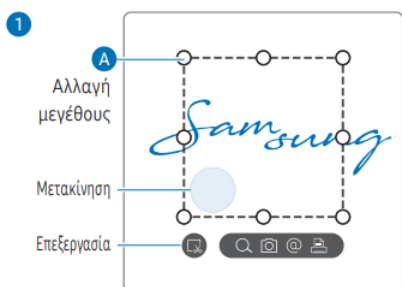 1
A
Αλλαγή
μεγέθους
Samsung
Μετακίνηση
Επεξεργασία
@